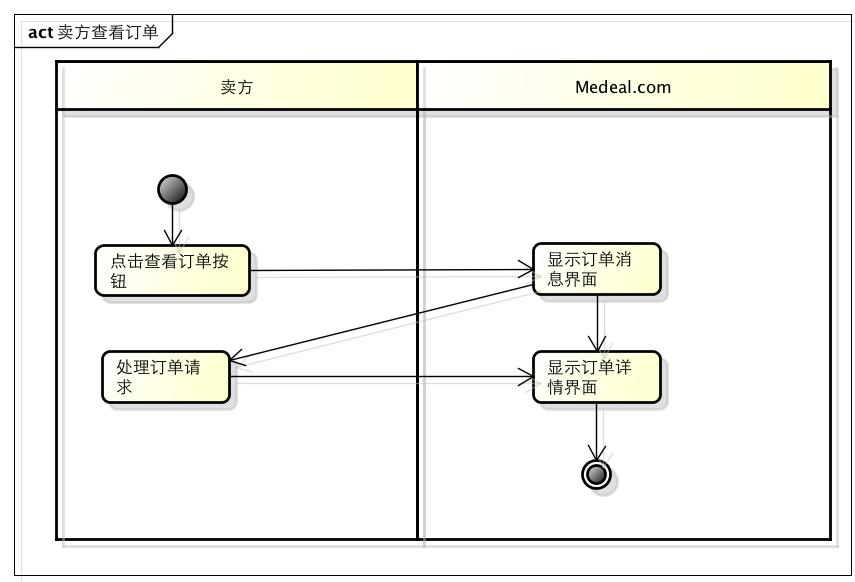 act 卖方查看订单
卖方
Medeal.com
点击查看订单按
钮
显示订单消
息界面
处理订单请
求
显示订单详
情界面